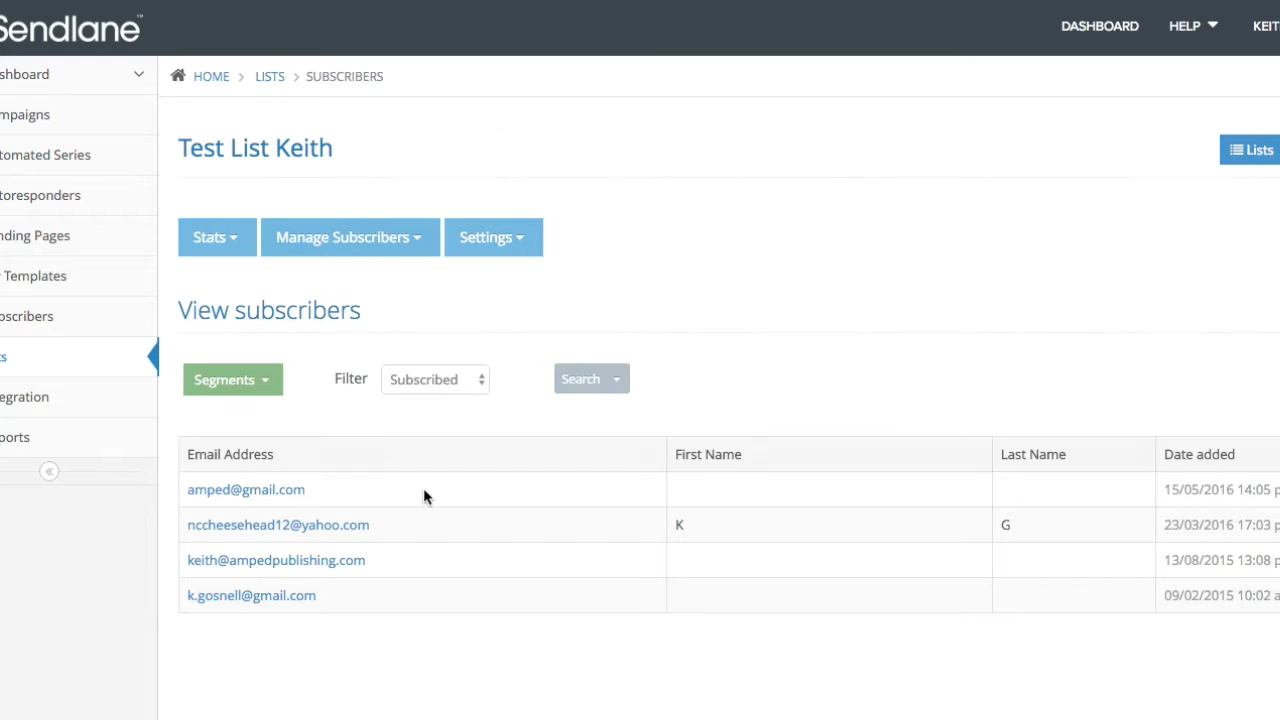 Sendlane™
DASHBOARD HELP KEIT
shboard
HOME > LISTS > SUBSCRIBERS
mpaigns
Test List Keith
Lists
tomated Series
toresponders
nding Pages
Stats Manage Subscribers Settings
Templates
bscribers
View subscribers
ts
Segments Filter Subscribed Search
egration
ports
Email Address First Name Last Name Date added
amped@gmail.com 15/05/2016 14:05 p
nccheesehead12@yahoo.com K G 23/03/2016 17:03 p
keith@ampedpublishing.com 13/08/2015 13:08 p
k.gosnell@gmail.com 09/02/2015 10:02 a